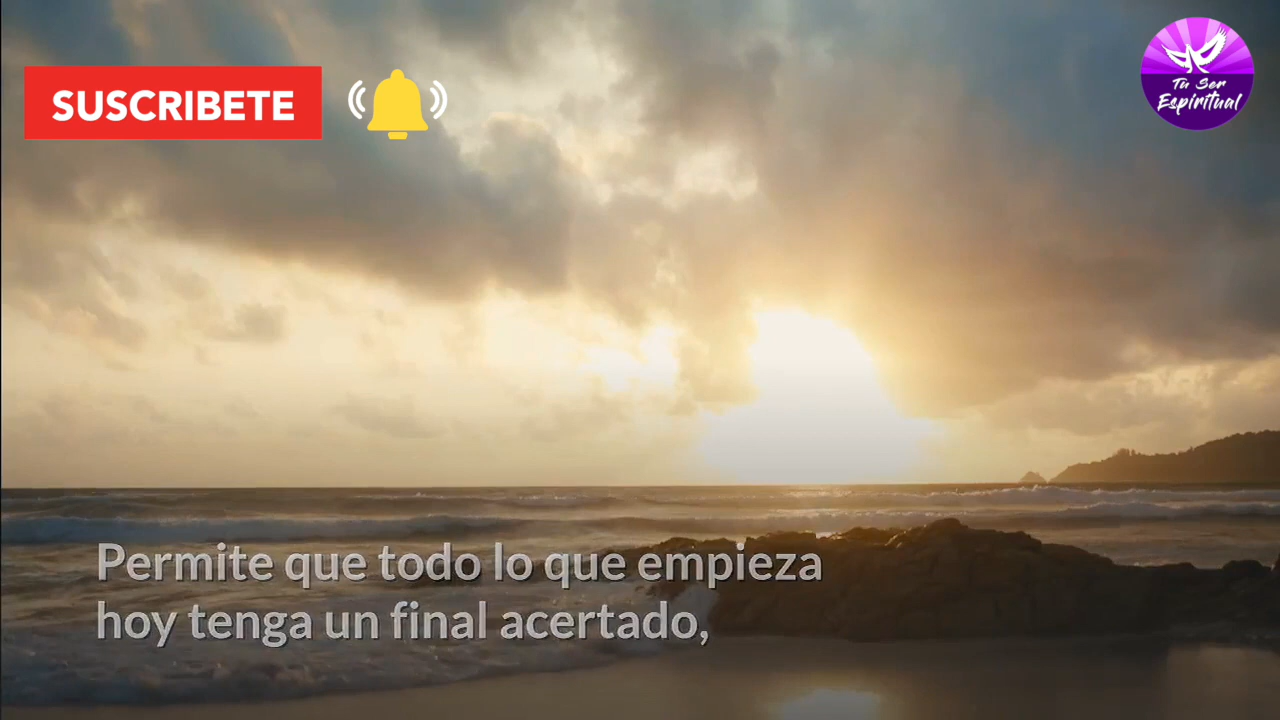 SUSCRIBETE
Tu Ser
Espiritual
Permite que todo lo que empieza
hoy tenga un final acertado,